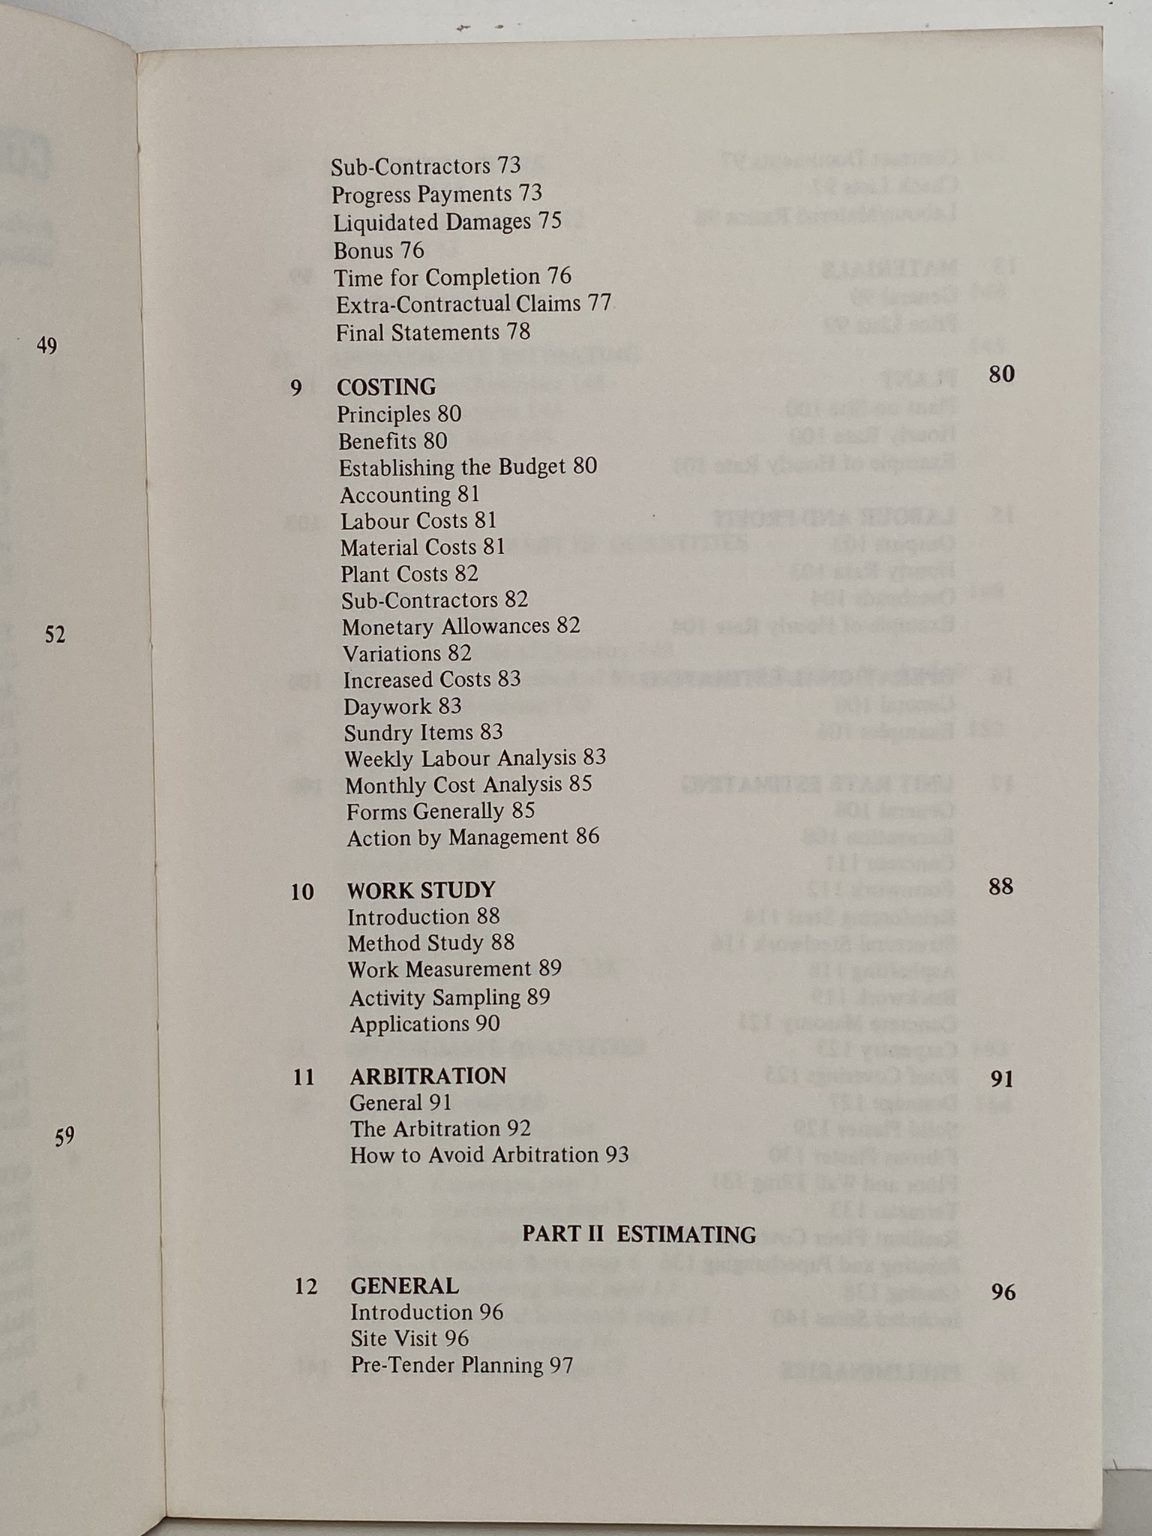 49
52
59
Sub-Contractors 73
Progress Payments 73
Liquidated Damages 75
Bonus 76
Time for Completion 76
Extra-Contractual Claims 77
Final Statements 78
9 COSTING 80
Principles 80
Benefits 80
Establishing the Budget 80
Accounting 81
Labour Costs 81
Material Costs 81
Plant Costs 82
Sub-Contractors 82
Monetary Allowances 82
Variations 82
Increased Costs 83
Daywork 83
Sundry Items 83
Weekly Labour Analysis 83
Monthly Cost Analysis 85
Forms Generally 85
Action by Management 86
10 WORK STUDY 88
Introduction 88
Method Study 88
Work Measurement 89
Activity Sampling 89
Applications 90
11 ARBITRATION 91
General 91
The Arbitration 92
How to Avoid Arbitration 93
PART II ESTIMATING
12 GENERAL 96
Introduction 96
Site Visit 96
Pre-Tender Planning 97